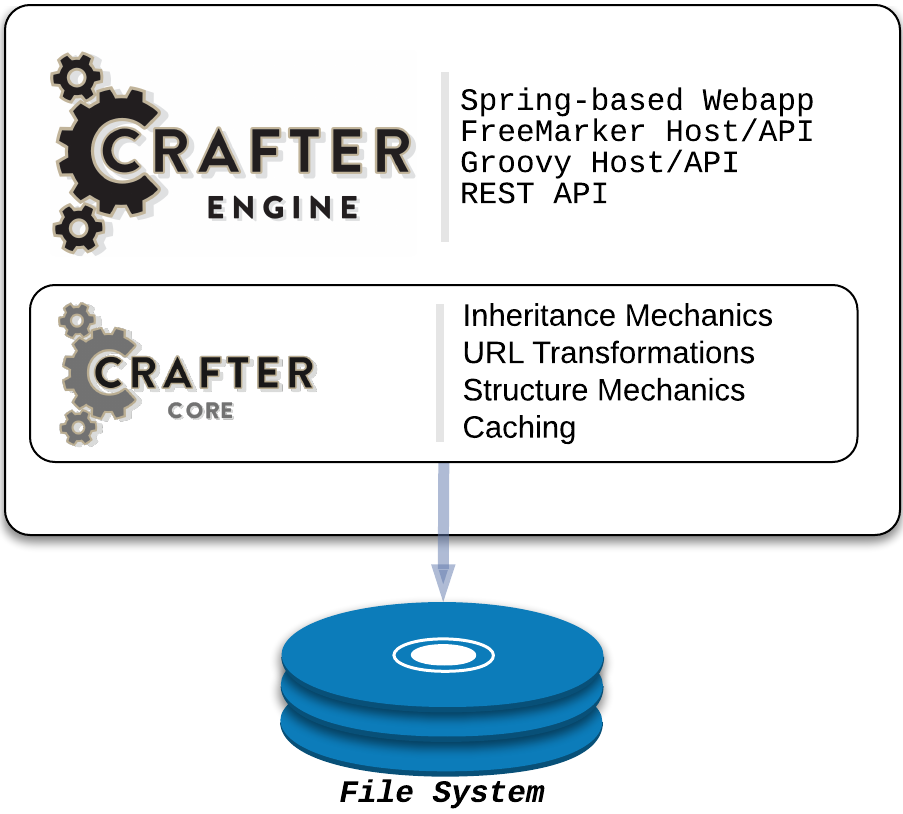 CRAFTER
ENGINE
Spring-based Webapp
FreeMarker Host/API
Groovy Host/API
REST API
CRAFTER
CORE
Inheritance Mechanics
URL Transformations
Structure Mechanics
Caching
File System